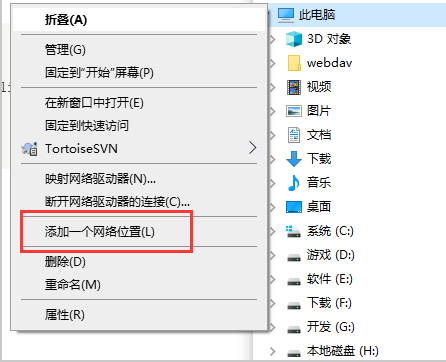 折叠(A)
管理(G)
固定到"开始"屏幕(P)
在新窗口中打开(E)
固定到快速访问
TortoiseSVN
映射网络驱动器(N)...
断开网络驱动器的连接(C)...
添加一个网络位置(L)
删除(D)
重命名(M)
属性(R)
此电脑
3D 对象
webdav
视频
图片
文档
下载
音乐
桌面
系统 (C:)
游戏 (D:)
软件 (E:)
下载 (F:)
开发 (G:)
本地磁盘 (H:)